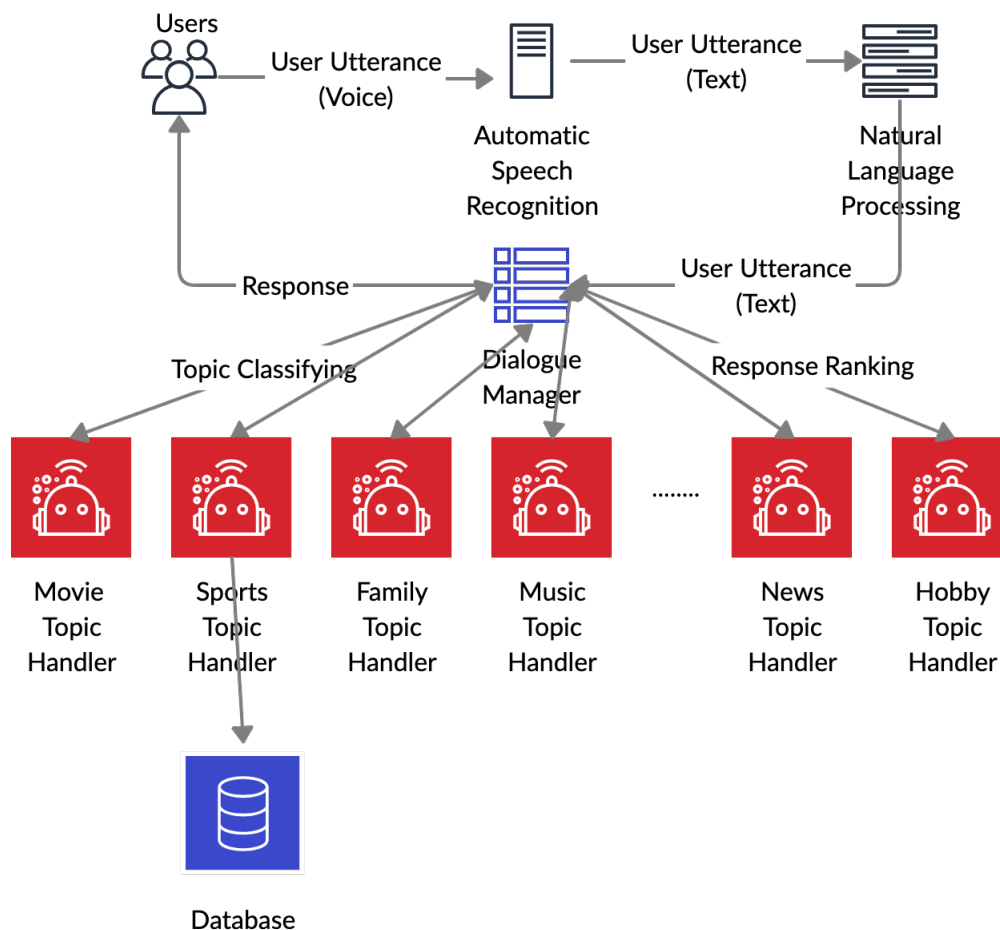 Users
User Utterance
(Voice)
User Utterance
(Text)
Automatic
Speech
Recognition
Natural
Language
Processing
Response
User Utterance
(Text)
Topic Classifying
Dialogue
Manager
Response Ranking
........
Movie
Topic
Handler
Sports
Topic
Handler
Family
Topic
Handler
Music
Topic
Handler
News
Topic
Handler
Hobby
Topic
Handler
Database